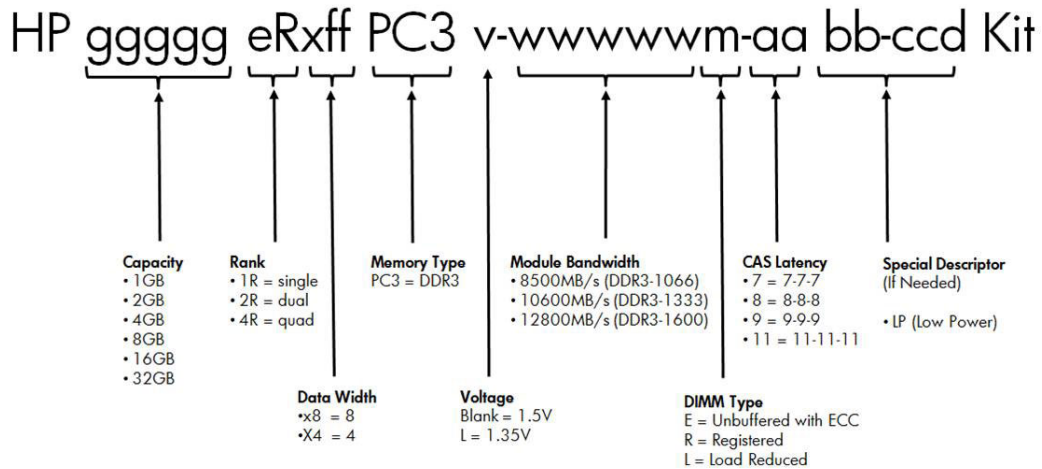 HP ggggg eRxff PC3 v-wwwwwm-aa bb-ccd Kit
Capacity
• 1GB
• 2GB
• 4GB
• 8GB
• 16GB
• 32GB
Rank
• 1R = single
• 2R = dual
• 4R = quad
Memory Type
PC3 = DDR3
Module Bandwidth
• 8500MB/s (DDR3-1066)
• 10600MB/s (DDR3-1333)
• 12800MB/s (DDR3-1600)
CAS Latency
• 7 = 7-7-7
• 8 = 8-8-8
• 9 = 9-9-9
• 11 = 11-11-11
Special Descriptor
(If Needed)
• LP (Low Power)
Data Width
•x8 = 8
•X4 = 4
Voltage
Blank = 1.5V
L = 1.35V
DIMM Type
E = Unbuffered with ECC
R = Registered
L = Load Reduced